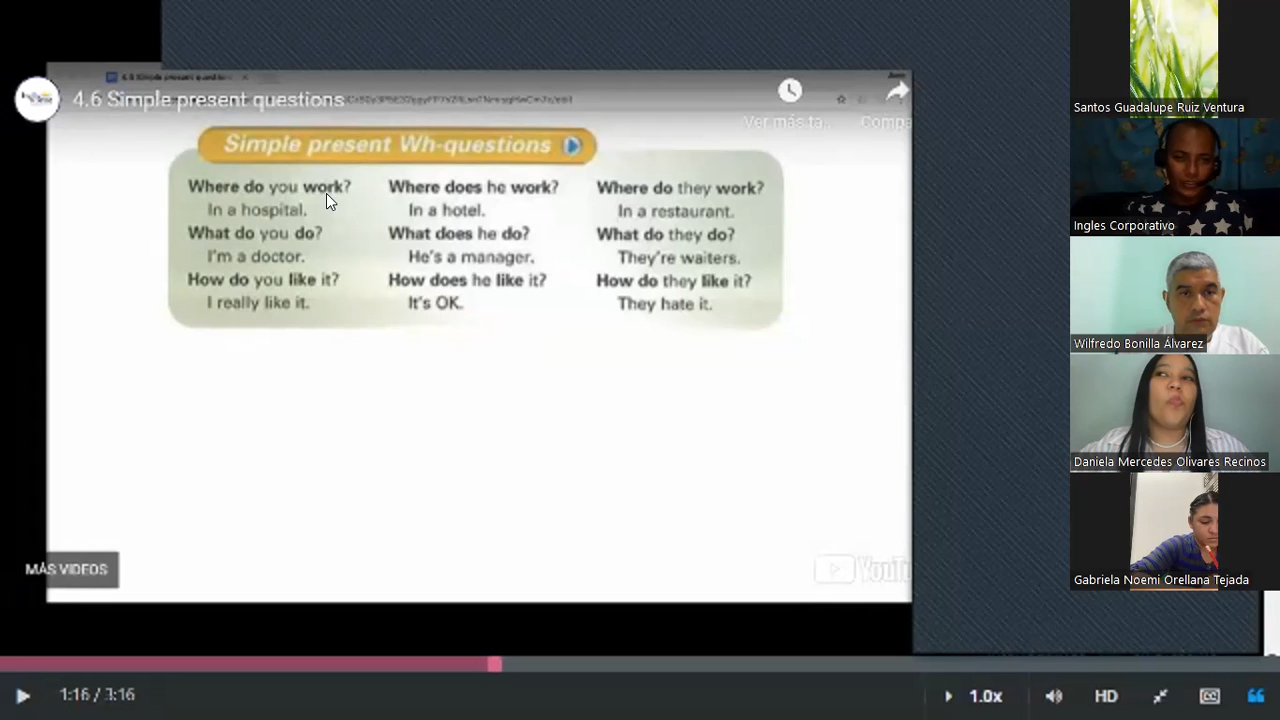 4.6 Simple present questions
Ver más ta...
Compa
Simple present Wh-questions
Where do you work?
In a hospital.
What do you do?
I'm a doctor.
How do you like it?
I really like it.
Where does he work?
In a hotel.
What does he do?
He's a manager.
How does he like it?
It's OK.
Where do they work?
In a restaurant.
What do they do?
They're waiters.
How do they like it?
They hate it.
MÁS VIDEOS
YouTu
1:16 / 3:16
1.0x
HD
CC
Santos Guadalupe Ruiz Ventura
Ingles Corporativo
Wilfredo Bonilla Álvarez
Daniela Mercedes Olivares Recinos
Gabriela Noemi Orellana Tejada